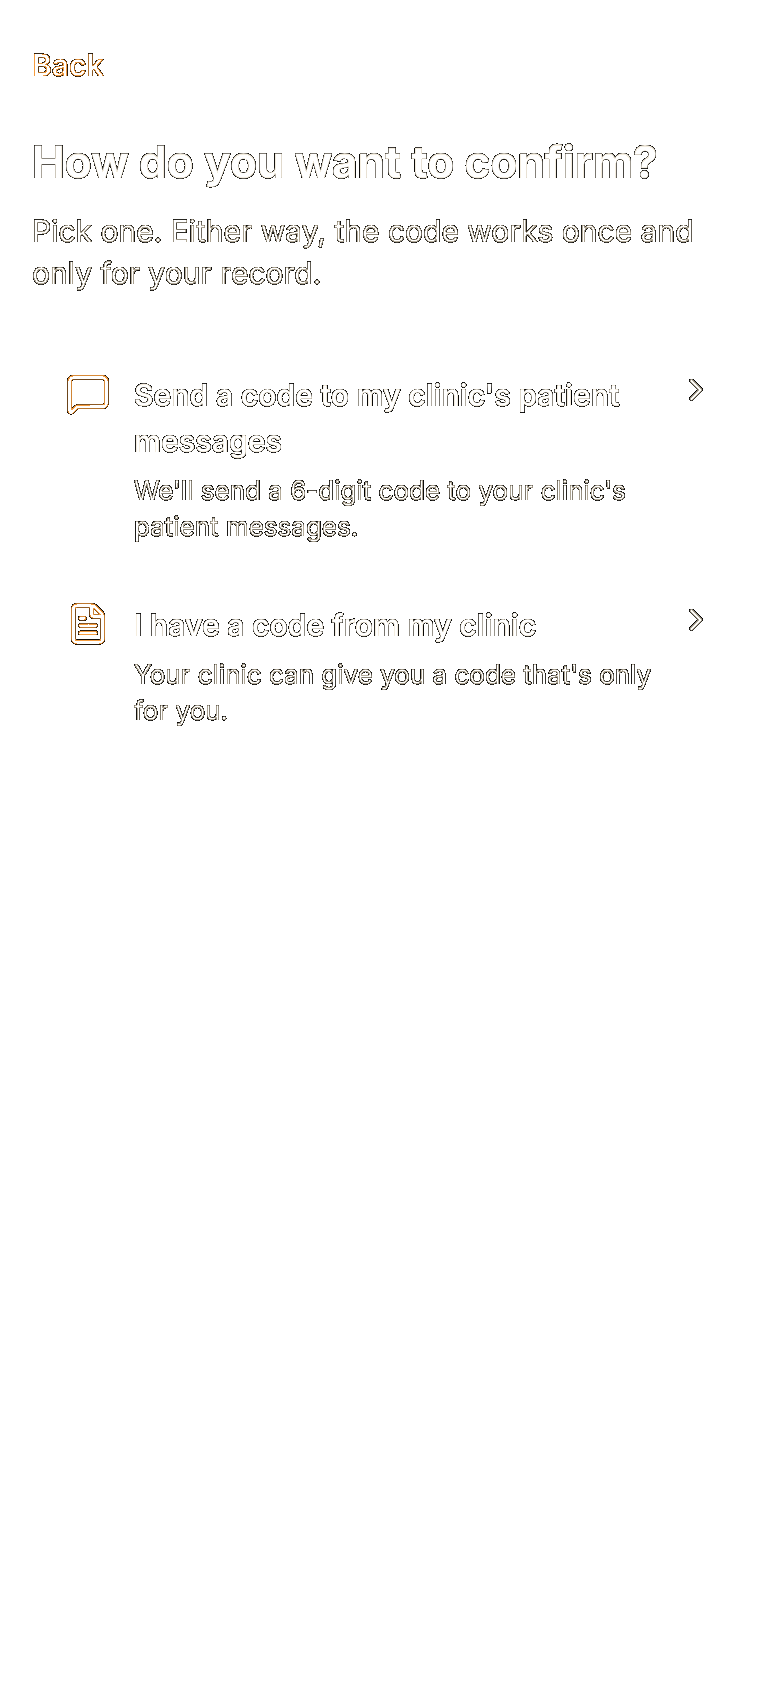 Back
How do you want to confirm?
Pick one. Either way, the code works once and
only for your record.
Send a code to my clinic's patient
messages
We'll send a 6-digit code to your clinic's
patient messages.
I have a code from my clinic
Your clinic can give you a code that's only
for you.